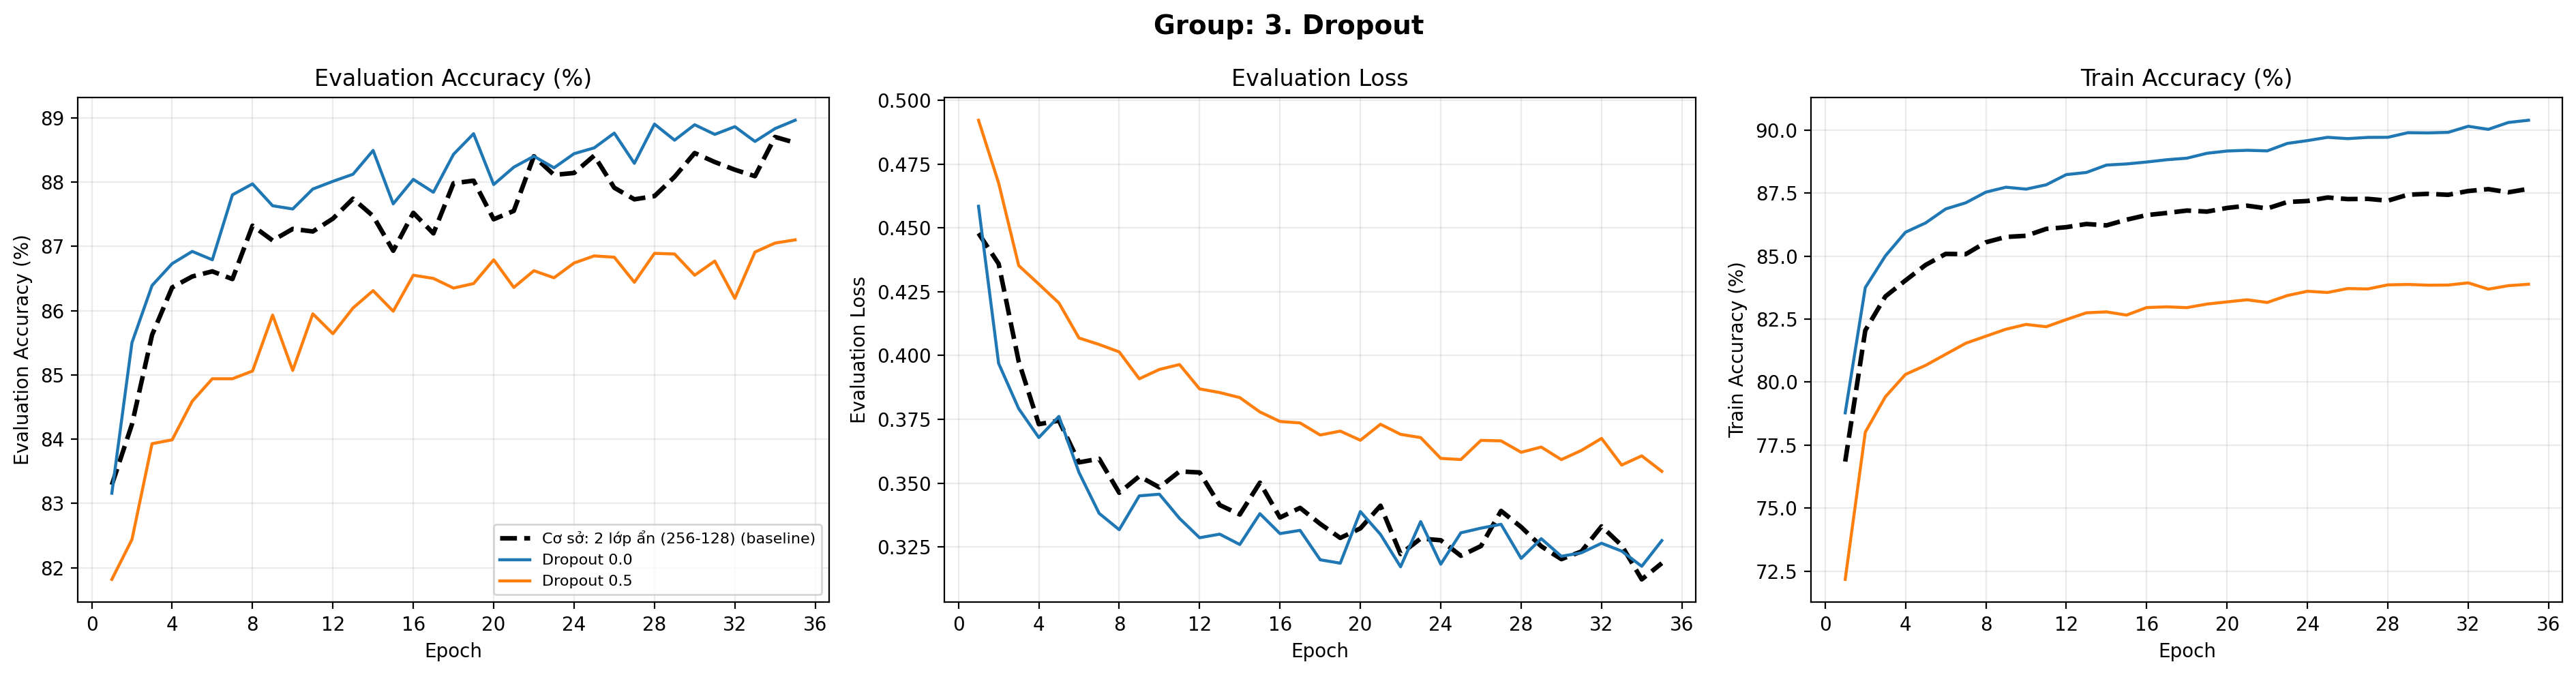 Group: 3. Dropout
Evaluation Accuracy (%)
Evaluation Accuracy (%)
89
88
87
86
85
84
83
82
0 4 8 12 16 20 24 28 32 36
Epoch
Cơ sở: 2 lớp ẩn (256-128) (baseline)
Dropout 0.0
Dropout 0.5
Evaluation Loss
Evaluation Loss
0.500
0.475
0.450
0.425
0.400
0.375
0.350
0.325
0 4 8 12 16 20 24 28 32 36
Epoch
Train Accuracy (%)
Train Accuracy (%)
90.0
87.5
85.0
82.5
80.0
77.5
75.0
72.5
0 4 8 12 16 20 24 28 32 36
Epoch